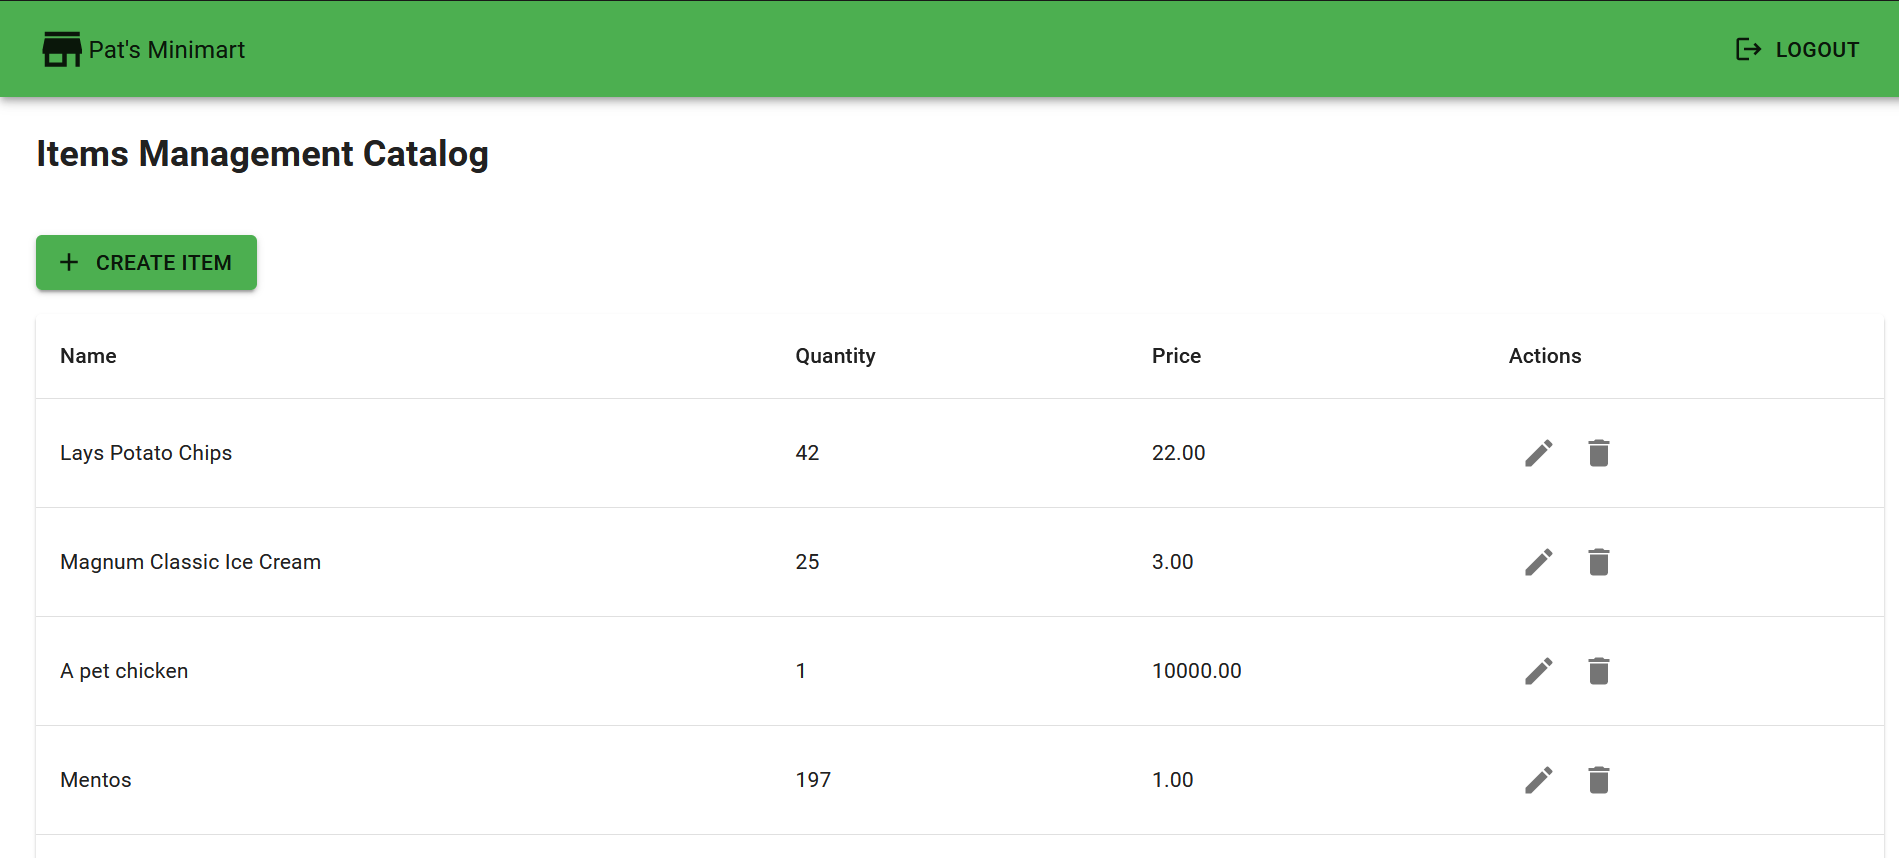 Pat's Minimart LOGOUT
Items Management Catalog
CREATE ITEM
Name Quantity Price Actions
Lays Potato Chips 42 22.00
Magnum Classic Ice Cream 25 3.00
A pet chicken 1 10000.00
Mentos 197 1.00